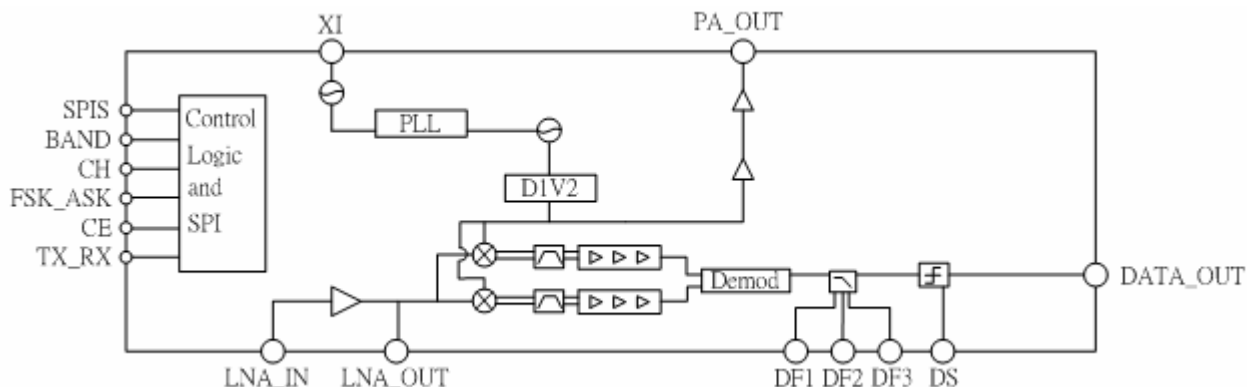 XI
PA_OUT
SPIS
BAND
CH
FSK_ASK
CE
TX_RX
Control
Logic
and
SPI
PLL
D1V2
Demod
DATA_OUT
LNA_IN
LNA_OUT
DF1
DF2
DF3
DS